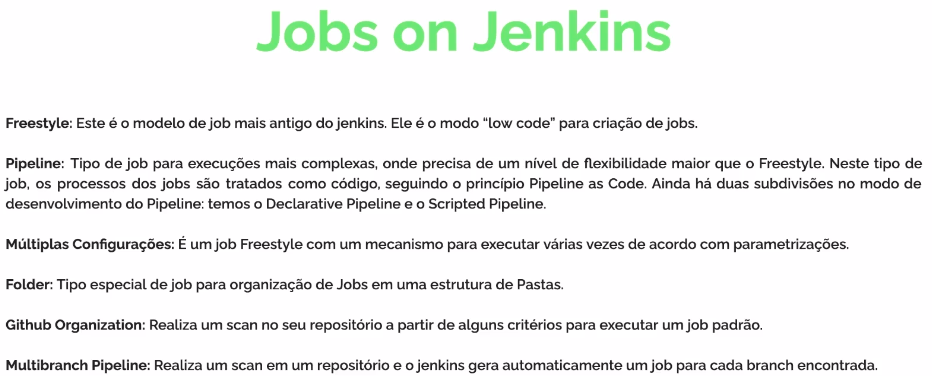 Jobs on Jenkins
Freestyle: Este é o modelo de job mais antigo do jenkins. Ele é o modo “low code” para criação de jobs.
Pipeline: Tipo de job para execuções mais complexas, onde precisa de um nível de flexibilidade maior que o Freestyle. Neste tipo de
job, os processos dos jobs são tratados como código, seguindo o princípio Pipeline as Code. Ainda há duas subdivisões no modo de
desenvolvimento do Pipeline: temos o Declarative Pipeline e o Scripted Pipeline.
Múltiplas Configurações: É um job Freestyle com um mecanismo para executar várias vezes de acordo com parametrizações.
Folder: Tipo especial de job para organização de Jobs em uma estrutura de Pastas.
Github Organization: Realiza um scan no seu repositório a partir de alguns critérios para executar um job padrão.
Multibranch Pipeline: Realiza um scan em um repositório e o jenkins gera automaticamente um job para cada branch encontrada.